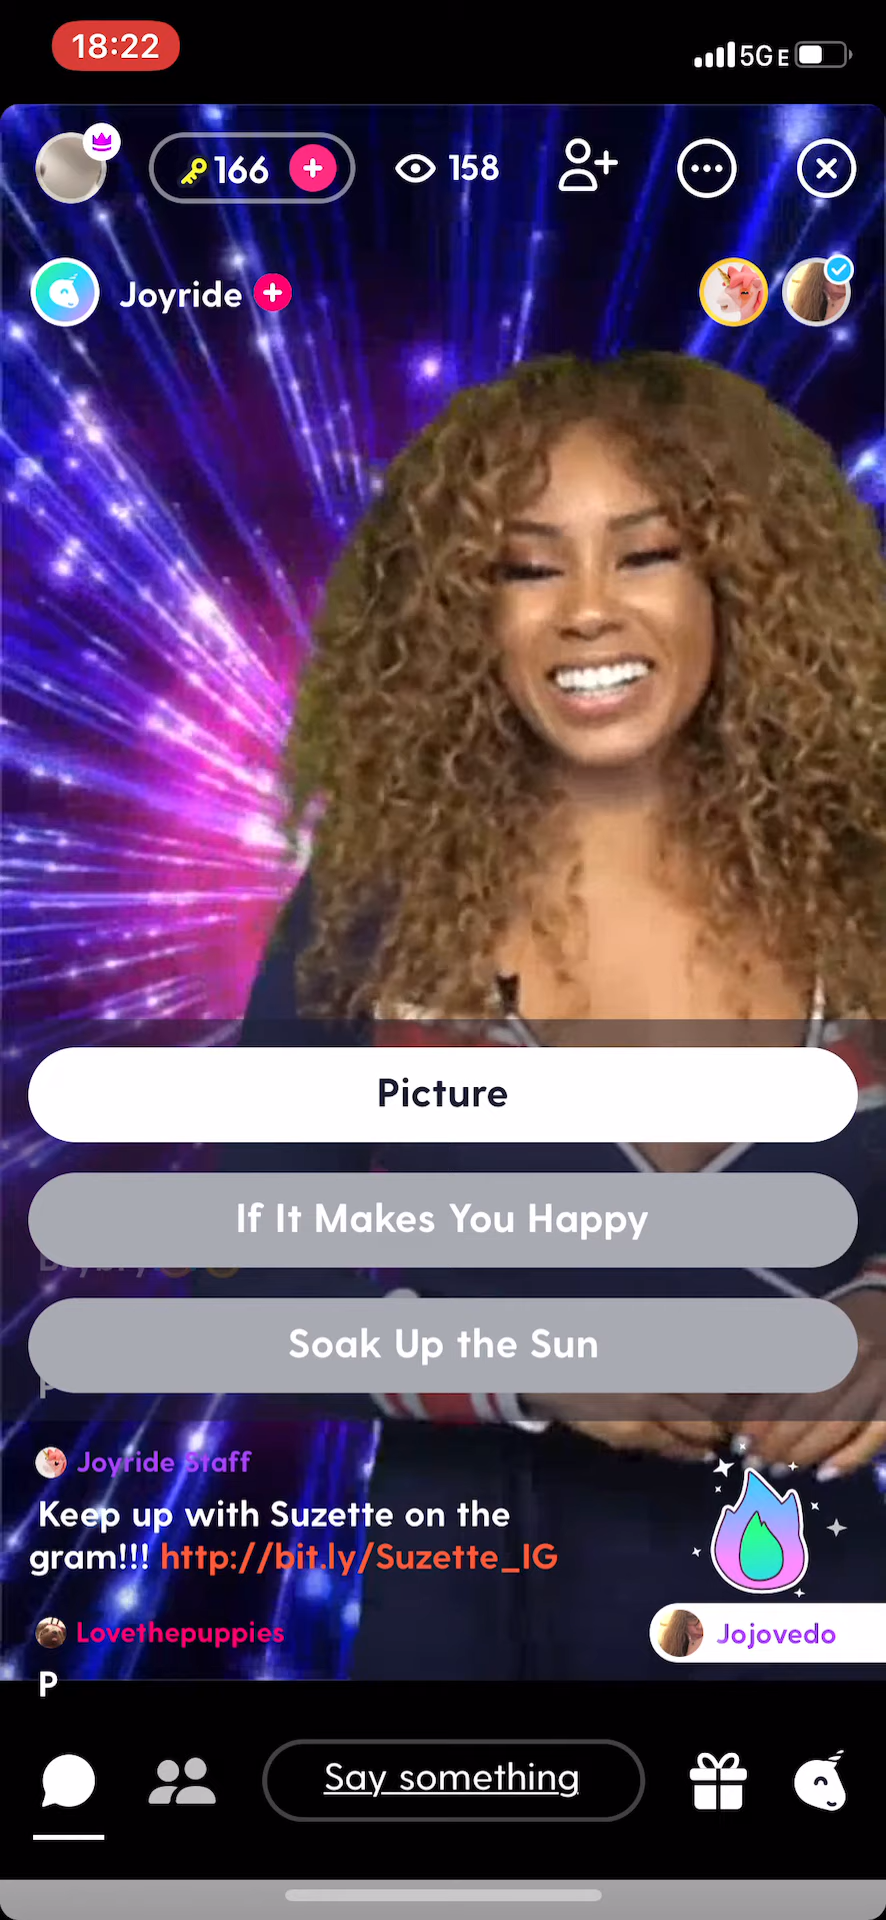 18:22
5G E
166
158
Joyride
Picture
If It Makes You Happy
Soak Up the Sun
Joyride Staff
Keep up with Suzette on the
gram!!! http://bit.ly/Suzette_IG
Lovethepuppies
Jojovedo
P
Say something